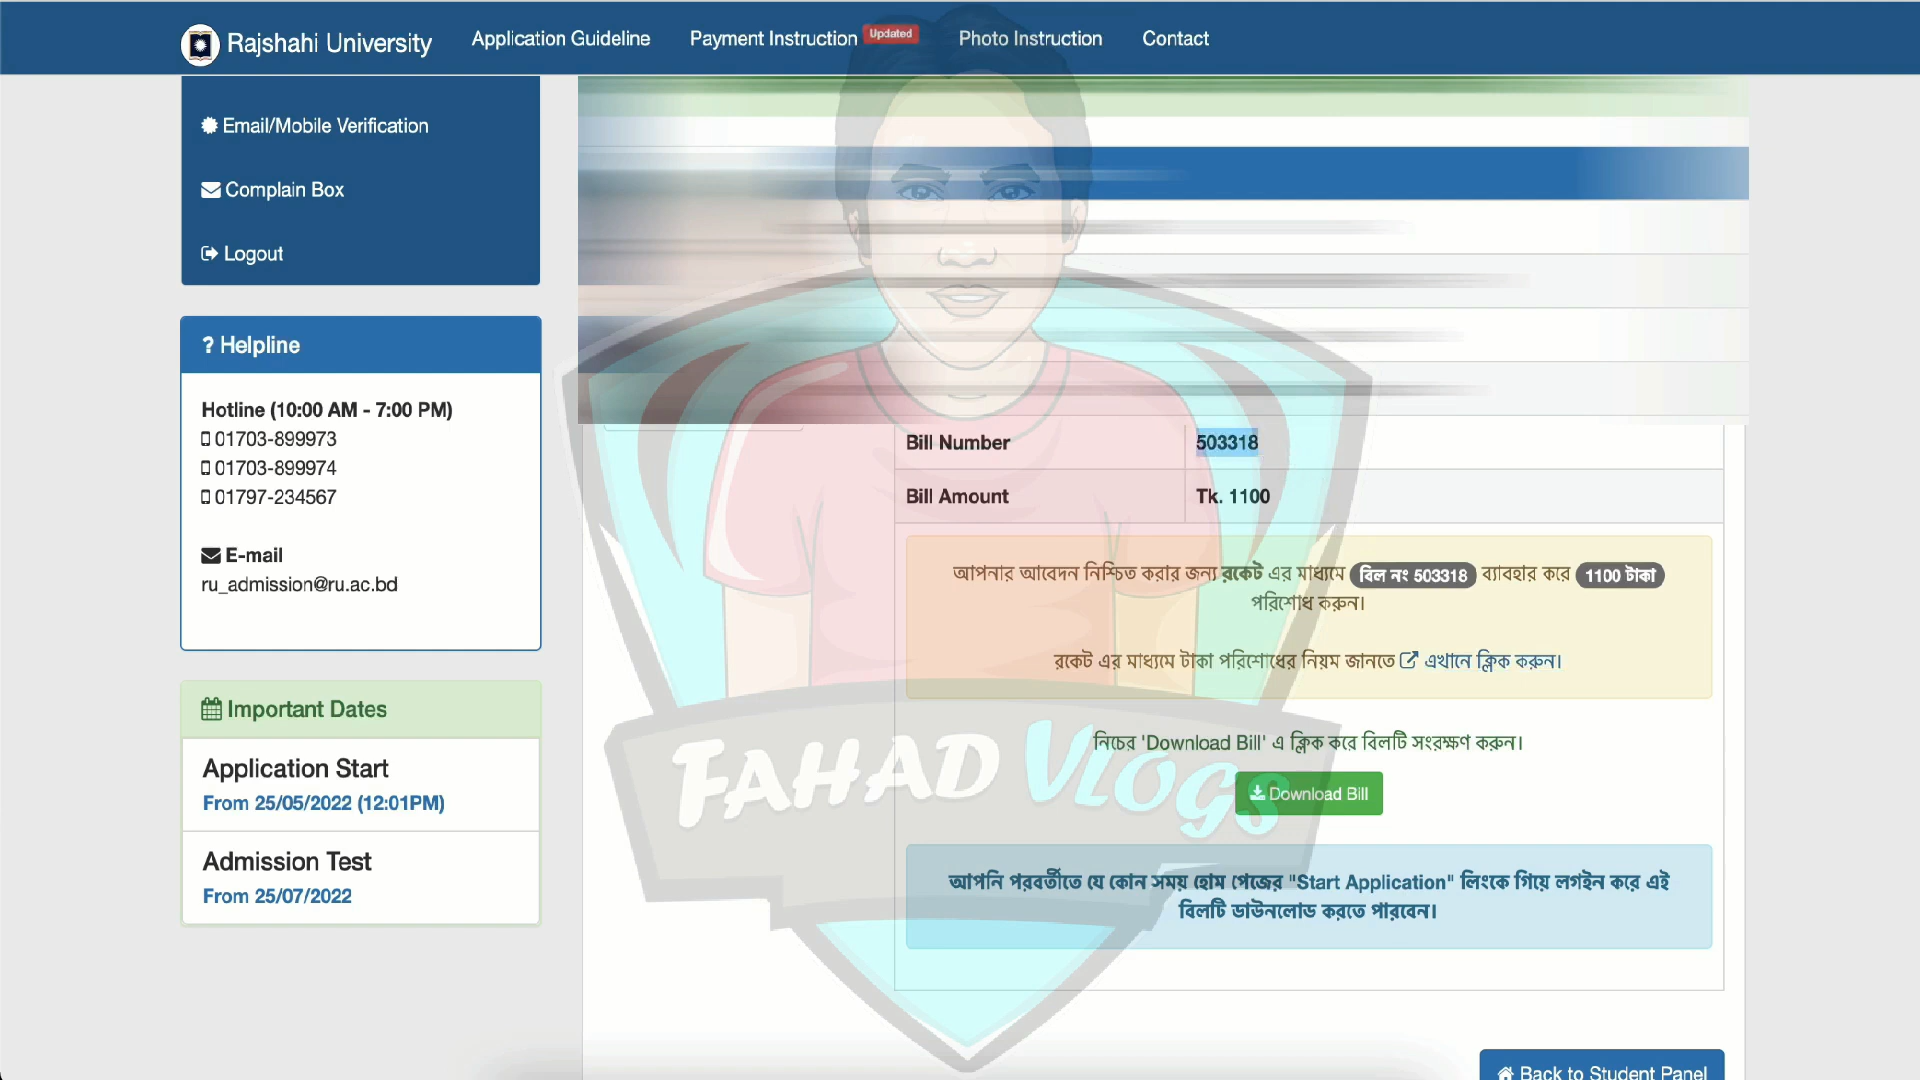 Rajshahi University
Application Guideline
Payment Instruction Updated
Photo Instruction
Contact
Email/Mobile Verification
Complain Box
Logout
? Helpline
Hotline (10:00 AM - 7:00 PM)
01703-899973
01703-899974
01797-234567
E-mail
ru_admission@ru.ac.bd
Important Dates
Application Start
From 25/05/2022 (12:01PM)
Admission Test
From 25/07/2022
Bill Number 503318
Bill Amount Tk. 1100
আপনার আবেদন নিশ্চিত করার জন্য রকেট এর মাধ্যমে বিল নং 503318 ব্যাবহার করে 1100 টাকা
পরিশোধ করুন।
রকেট এর মাধ্যমে টাকা পরিশোধের নিয়ম জানতে এখানে ক্লিক করুন।
নিচের 'Download Bill' এ ক্লিক করে বিলটি সংরক্ষণ করুন।
Download Bill
আপনি পরবর্তীতে যে কোন সময় হোম পেজের "Start Application" লিংকে গিয়ে লগইন করে এই
বিলটি ডাউনলোড করতে পারবেন।
Back to Student Panel
FAHAD VLOGS